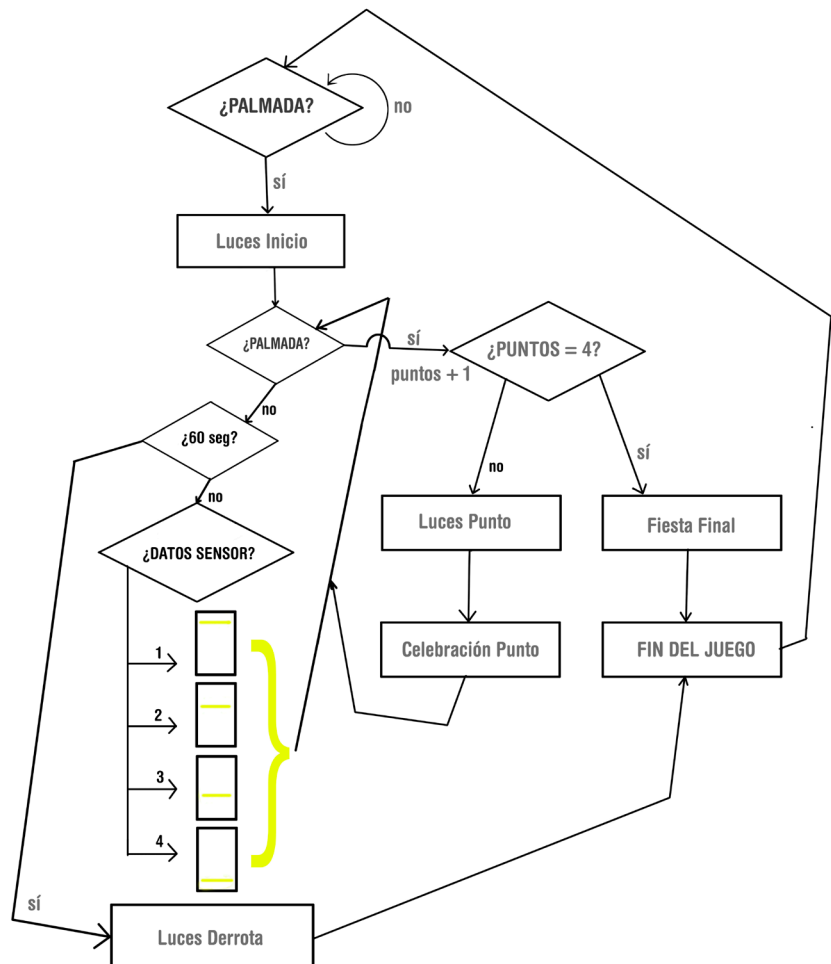 ¿PALMADA?
no
sí
Luces Inicio
¿PALMADA?
sí
puntos + 1
¿PUNTOS = 4?
no
¿60 seg?
no
sí
no
¿DATOS SENSOR?
Luces Punto
Fiesta Final
1
2
3
4
Celebración Punto
FIN DEL JUEGO
sí
Luces Derrota